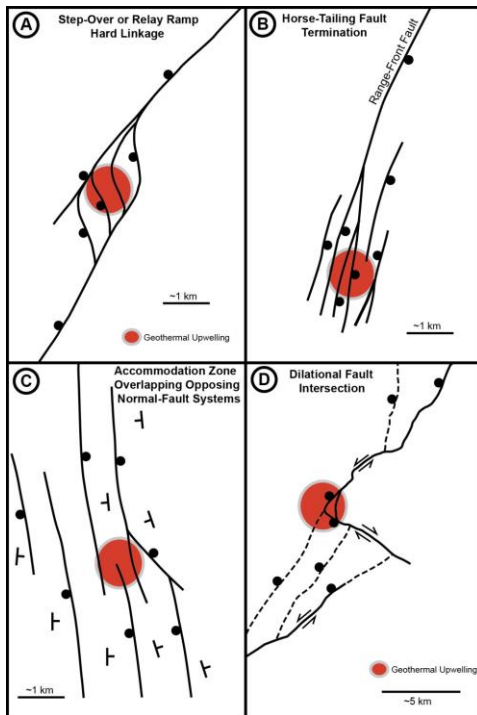 A
Step-Over or Relay Ramp
Hard Linkage
~1 km
Geothermal Upwelling
B
Horse-Tailing Fault
Termination
Range-Front Fault
~1 km
C
Accommodation Zone
Overlapping Opposing
Normal-Fault Systems
~1 km
D
Dilational Fault
Intersection
Geothermal Upwelling
~5 km